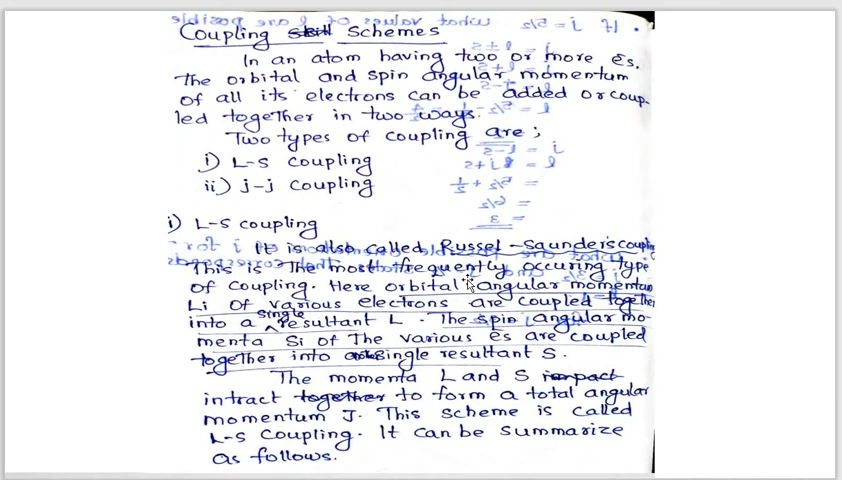 Coupling Schemes
In an atom having two or more Es.
The orbital and spin angular momentum
of all its electrons can be added or coup-
led together in two ways.
Two types of coupling are;
i) L-S coupling
ii) j-j coupling
i) L-S coupling
It is also called Russel-Saunders coupling
This is The most frequently occuring type
of coupling. Here orbital angular momentum
Li of various electrons are coupled together
into a single resultant L. The spin angular mo-
menta Si of The various es are coupled
together into a single resultant S.
The momenta L and S impact
intract together to form a total angular
momentum J. This scheme is called
L-S coupling. It can be summarize
as follows.